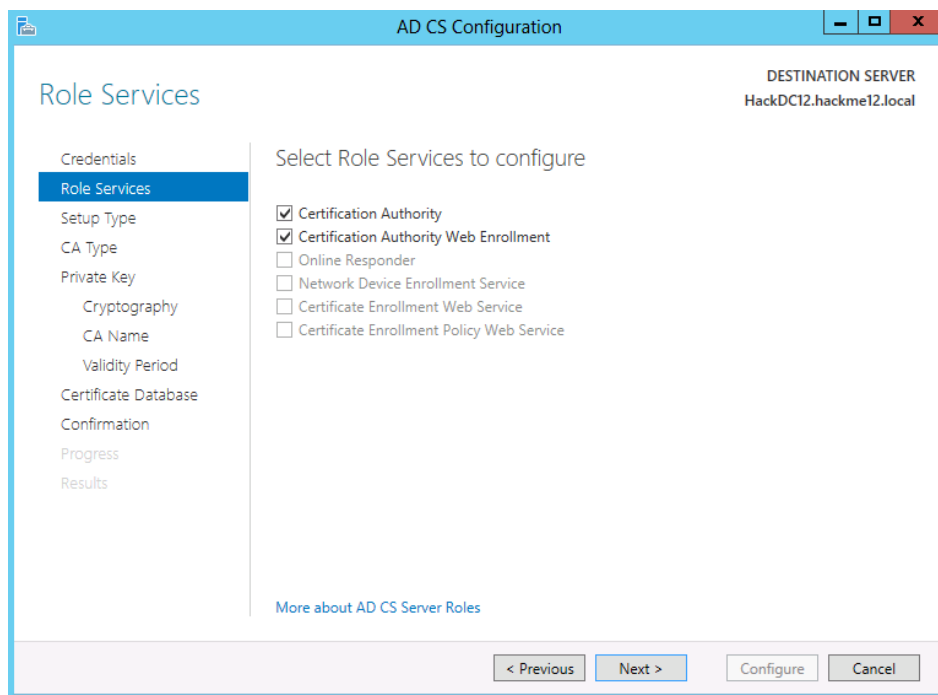 AD CS Configuration
Role Services
DESTINATION SERVER
HackDC12.hackme12.local
Credentials
Role Services
Setup Type
CA Type
Private Key
Cryptography
CA Name
Validity Period
Certificate Database
Confirmation
Progress
Results
Select Role Services to configure
Certification Authority
Certification Authority Web Enrollment
Online Responder
Network Device Enrollment Service
Certificate Enrollment Web Service
Certificate Enrollment Policy Web Service
More about AD CS Server Roles
< Previous
Next >
Configure
Cancel